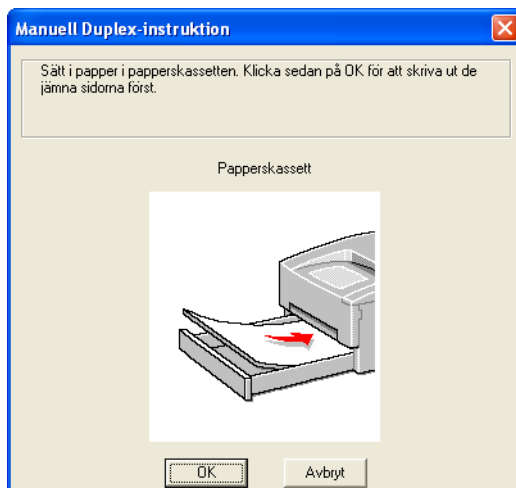 Manuell Duplex-instruktion
Sätt i papper i papperskassetten. Klicka sedan på OK för att skriva ut de
jämna sidorna först.
Papperskassett
OK
Avbryt